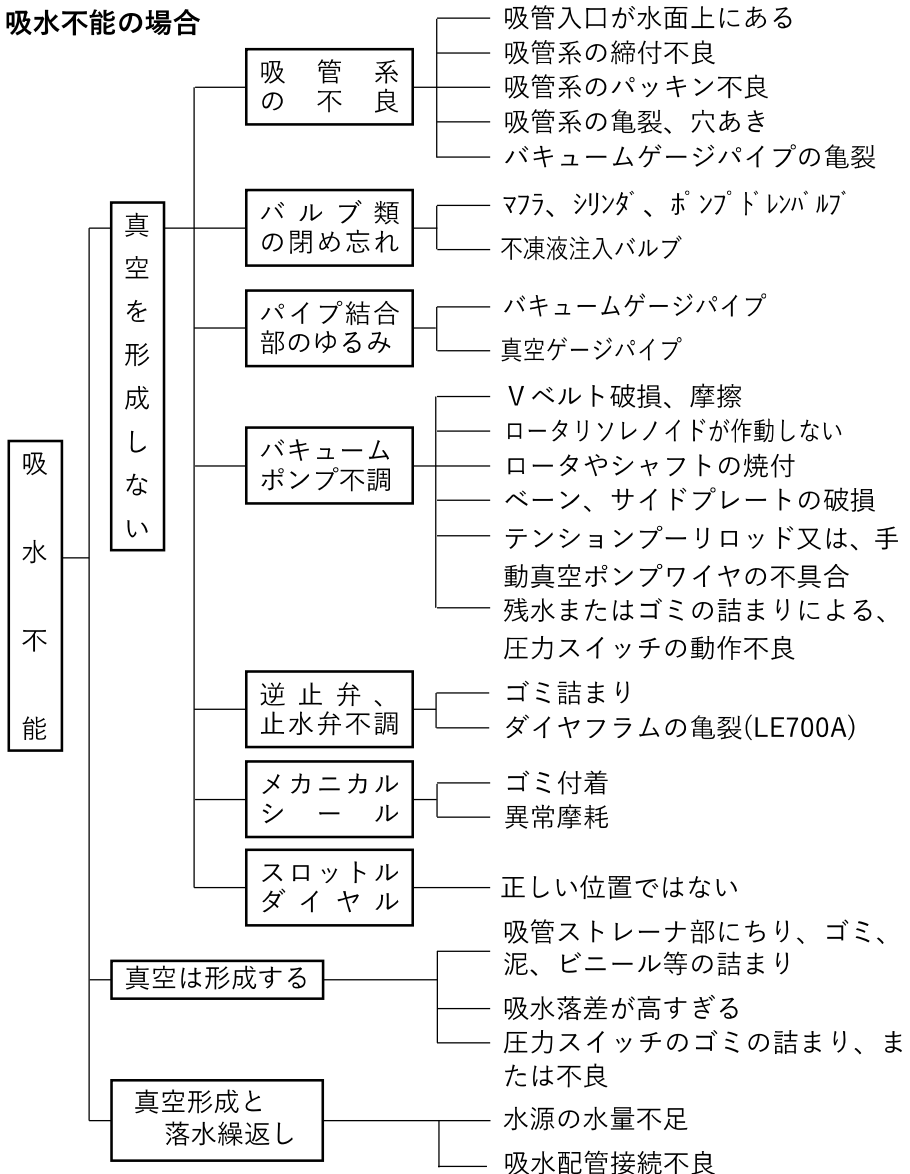 吸水不能の場合
吸水不能
真空を形成しない
吸管系
の不良
吸管入口が水面上にある
吸管系の締付不良
吸管系のパッキン不良
吸管系の亀裂、穴あき
バキュームゲージパイプの亀裂
バルブ類
の閉め忘れ
ﾏﾌﾗ、ｼﾘﾝﾀﾞ、ﾎﾟﾝﾌﾟﾄﾞﾚﾝﾊﾞﾙﾌﾞ
不凍液注入バルブ
パイプ結合
部のゆるみ
バキュームゲージパイプ
真空ゲージパイプ
バキューム
ポンプ不調
Ｖベルト破損、摩擦
ロータリソレノイドが作動しない
ロータやシャフトの焼付
ベーン、サイドプレートの破損
テンションプーリロッド又は、手
動真空ポンプワイヤの不具合
残水またはゴミの詰まりによる、
圧力スイッチの動作不良
逆止弁、
止水弁不調
ゴミ詰まり
ダイヤフラムの亀裂(LE700A)
メカニカル
シール
ゴミ付着
異常摩耗
スロットル
ダイヤル
正しい位置ではない
真空は形成する
吸管ストレーナ部にちり、ゴミ、
泥、ビニール等の詰まり
吸水落差が高すぎる
圧力スイッチのゴミの詰まり、ま
たは不良
真空形成と
落水繰返し
水源の水量不足
吸水配管接続不良